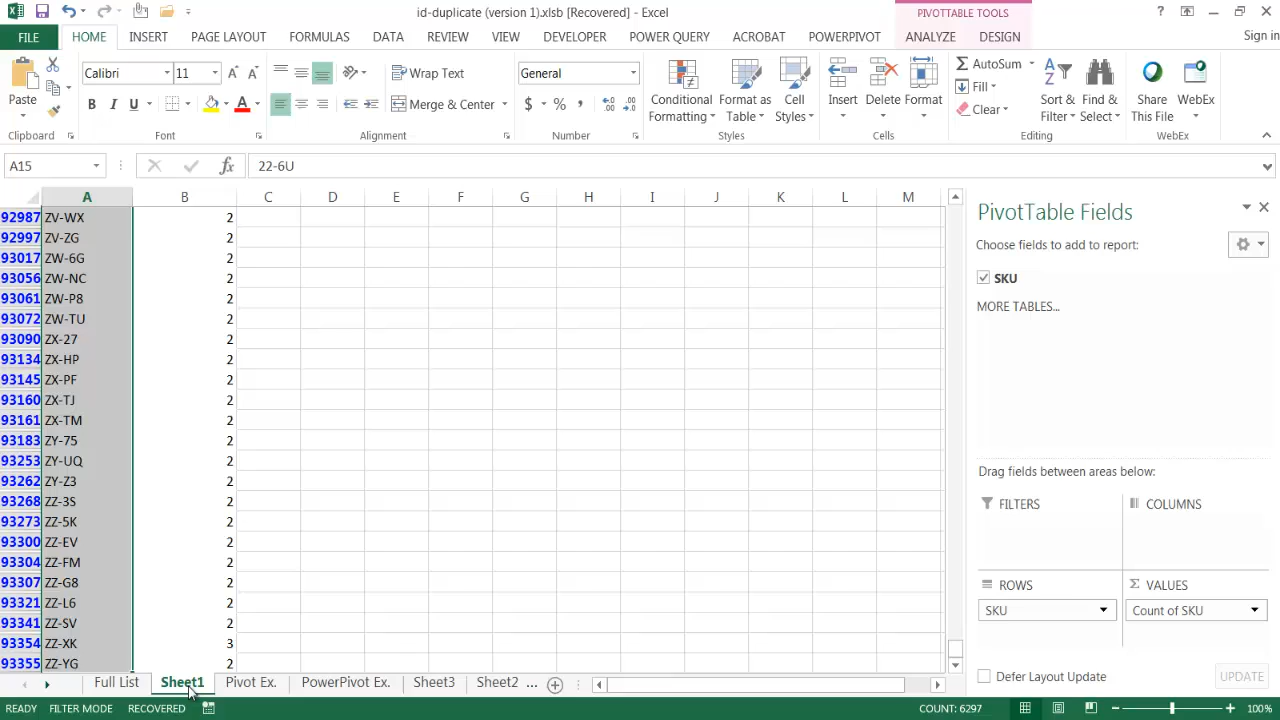 id-duplicate (version 1).xlsb [Recovered] - Excel
PIVOTTABLE TOOLS
FILE HOME INSERT PAGE LAYOUT FORMULAS DATA REVIEW VIEW DEVELOPER POWER QUERY ACROBAT POWERPIVOT ANALYZE DESIGN Sign in
Paste Calibri 11 Wrap Text General Conditional Formatting Format as Table Cell Styles Insert Delete Format AutoSum Fill Clear Sort & Filter Find & Select Share This File WebEx
B I U Merge & Center $ % ,
Clipboard Font Alignment Number Styles Cells Editing WebEx
A15 fx 22-6U
A B C D E F G H I J K L M
92987 ZV-WX 2
92997 ZV-ZG 2
93017 ZW-6G 2
93056 ZW-NC 2
93061 ZW-P8 2
93072 ZW-TU 2
93090 ZX-27 2
93134 ZX-HP 2
93145 ZX-PF 2
93160 ZX-TJ 2
93161 ZX-TM 2
93183 ZY-75 2
93253 ZY-UQ 2
93262 ZY-Z3 2
93268 ZZ-3S 2
93273 ZZ-5K 2
93300 ZZ-EV 2
93304 ZZ-FM 2
93307 ZZ-G8 2
93321 ZZ-L6 2
93341 ZZ-SV 2
93354 ZZ-XK 3
93355 ZZ-YG 2
PivotTable Fields
Choose fields to add to report:
SKU
MORE TABLES...
Drag fields between areas below:
FILTERS COLUMNS
ROWS VALUES
SKU Count of SKU
Defer Layout Update UPDATE
Full List Sheet1 Pivot Ex. PowerPivot Ex. Sheet3 Sheet2 ...
READY FILTER MODE RECOVERED COUNT: 6297 100%